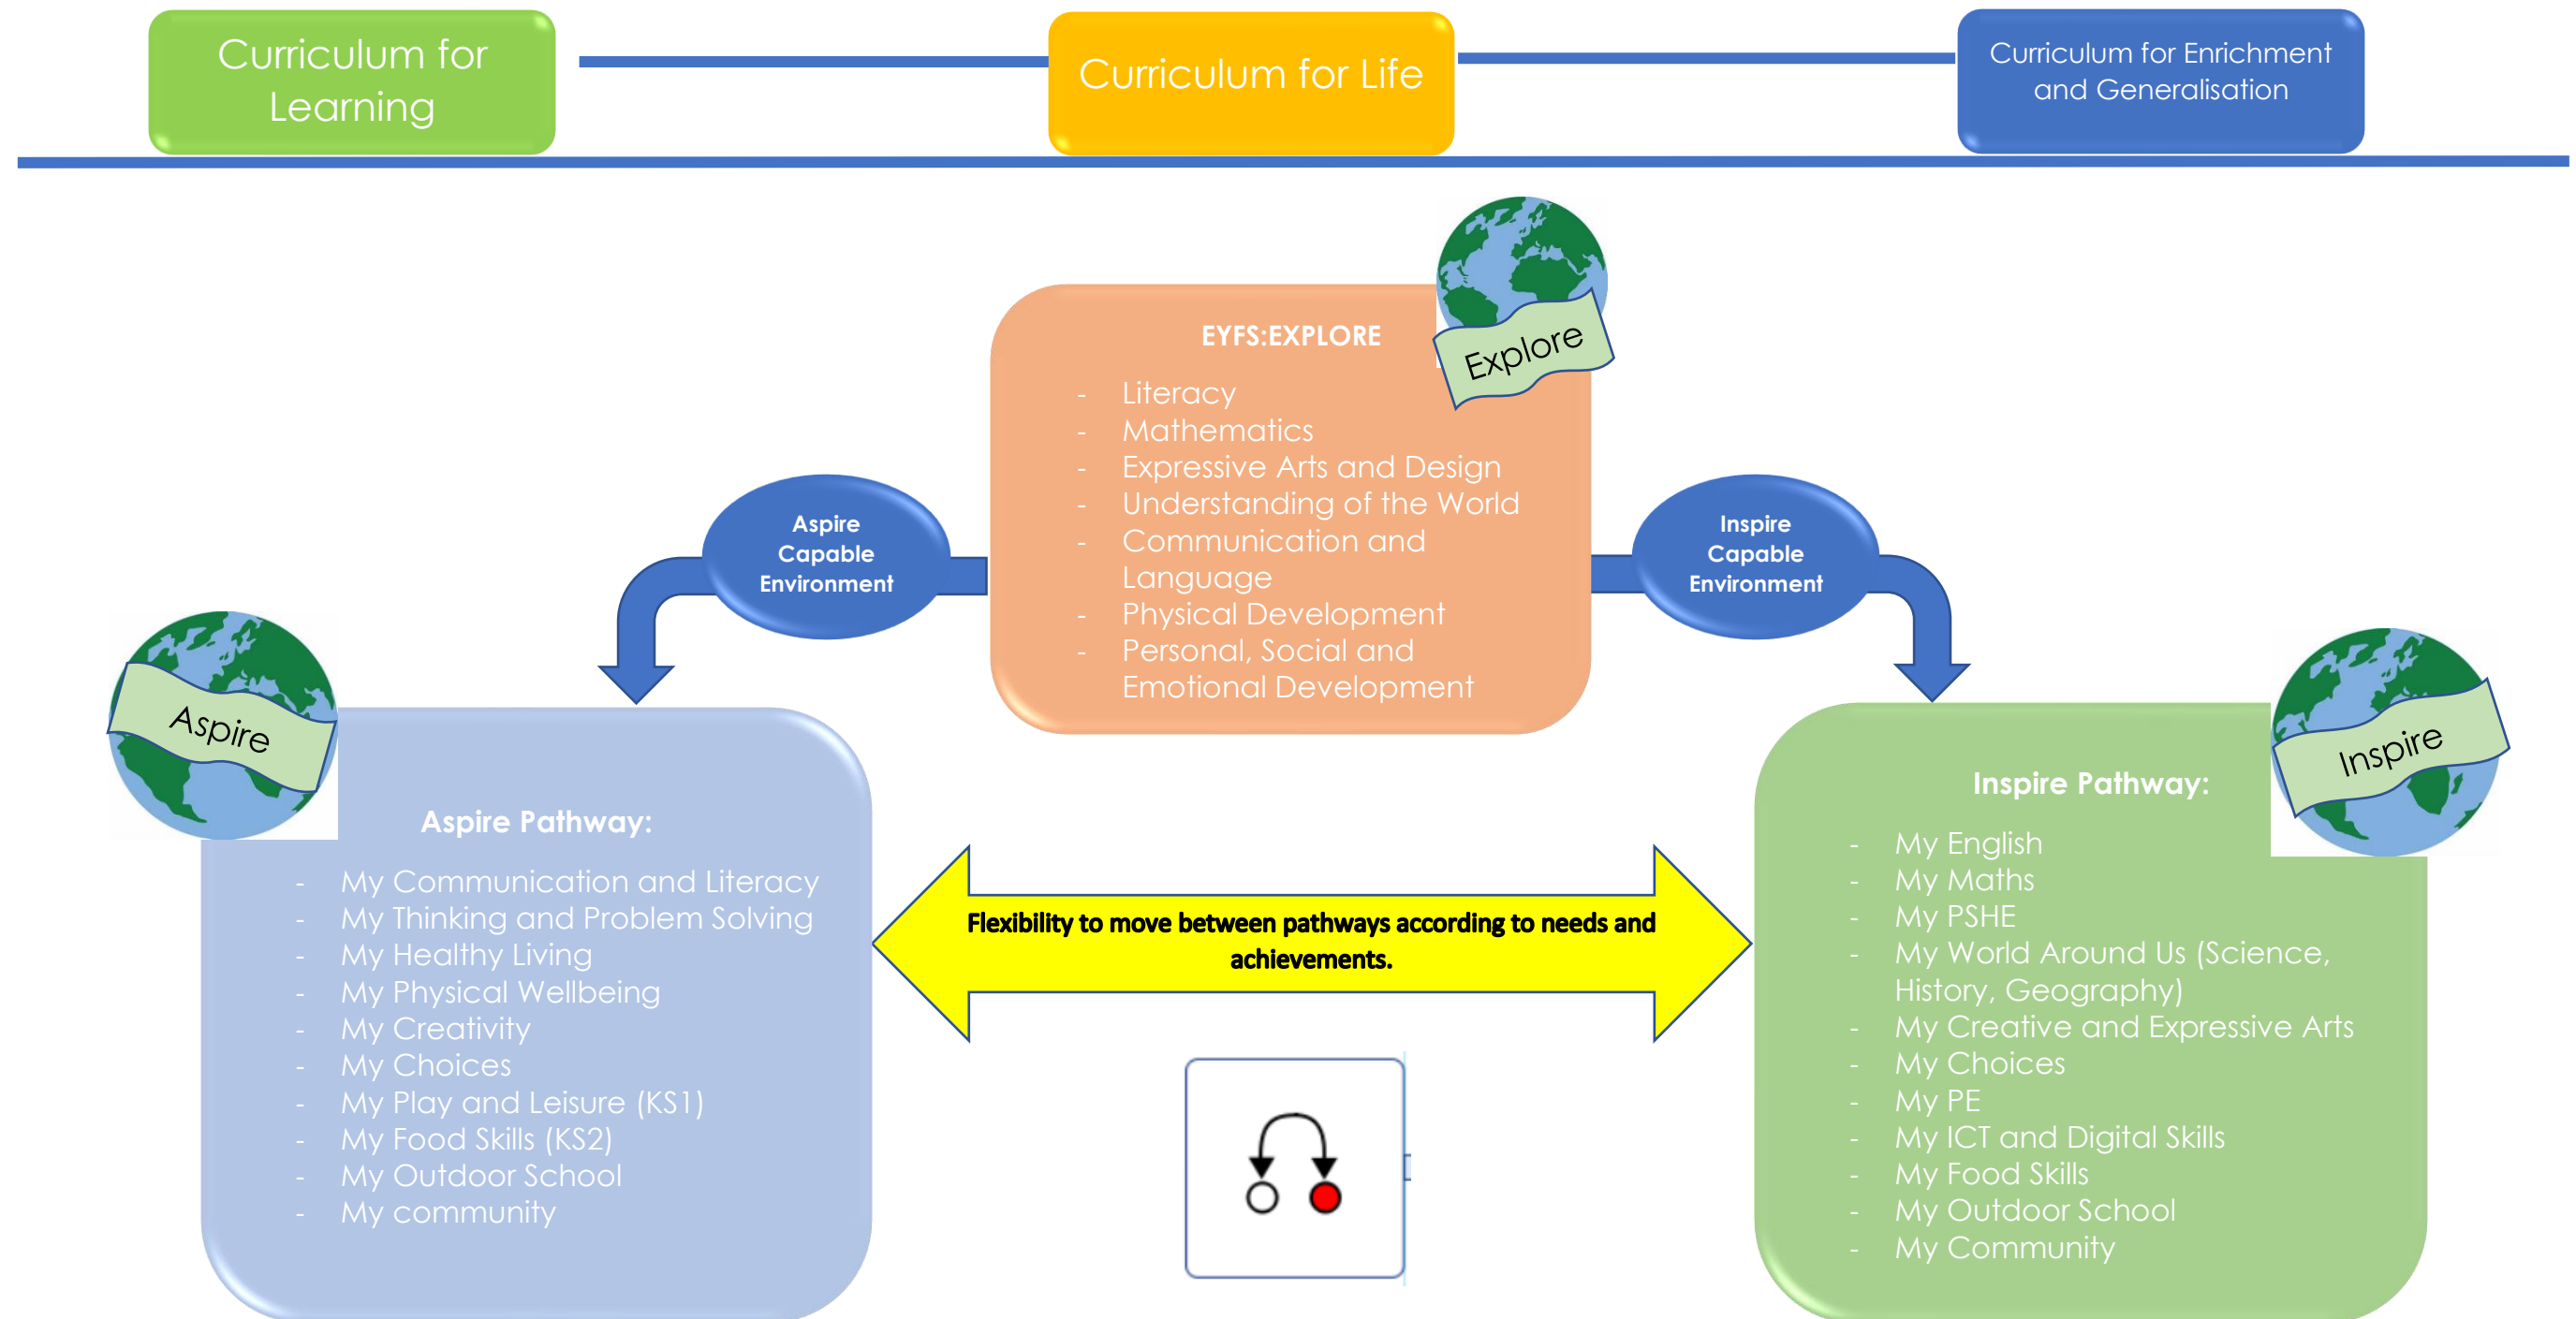 Curriculum for
Learning
Curriculum for Life
Curriculum for Enrichment
and Generalisation
Explore
EYFS:EXPLORE
- Literacy
- Mathematics
- Expressive Arts and Design
- Understanding of the World
- Communication and
Language
- Physical Development
- Personal, Social and
Emotional Development
Aspire
Capable
Environment
Inspire
Capable
Environment
Aspire
Aspire Pathway:
- My Communication and Literacy
- My Thinking and Problem Solving
- My Healthy Living
- My Physical Wellbeing
- My Creativity
- My Choices
- My Play and Leisure (KS1)
- My Food Skills (KS2)
- My Outdoor School
- My community
Flexibility to move between pathways according to needs and
achievements.
Inspire
Inspire Pathway:
- My English
- My Maths
- My PSHE
- My World Around Us (Science,
History, Geography)
- My Creative and Expressive Arts
- My Choices
- My PE
- My ICT and Digital Skills
- My Food Skills
- My Outdoor School
- My Community